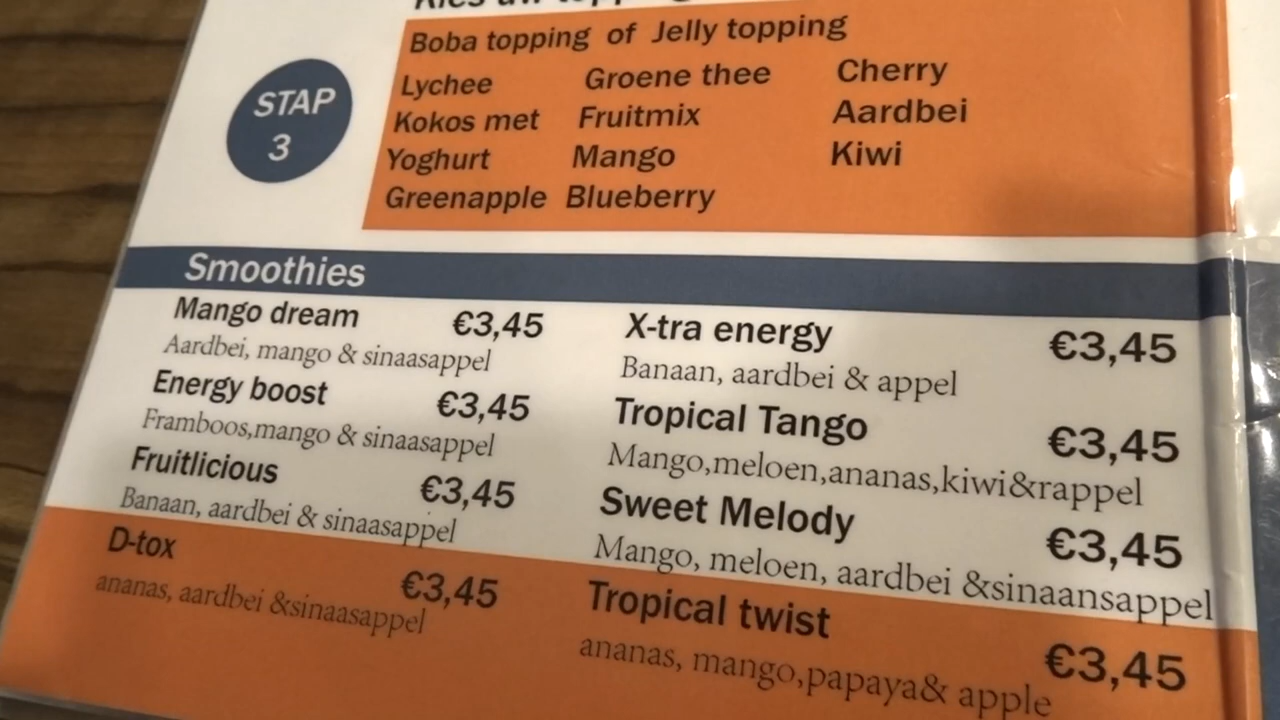 Kies uw topping
Boba topping of Jelly topping
STAP
3
Lychee Groene thee Cherry
Kokos met Fruitmix Aardbei
Yoghurt Mango Kiwi
Greenapple Blueberry
Smoothies
Mango dream €3,45
Aardbei, mango & sinaasappel
Energy boost €3,45
Framboos,mango & sinaasappel
Fruitlicious €3,45
Banaan, aardbei & sinaasappel
D-tox €3,45
ananas, aardbei &sinaasappel
X-tra energy €3,45
Banaan, aardbei & appel
Tropical Tango €3,45
Mango,meloen,ananas,kiwi&rappel
Sweet Melody €3,45
Mango, meloen, aardbei &sinaansappel
Tropical twist €3,45
ananas, mango,papaya& apple